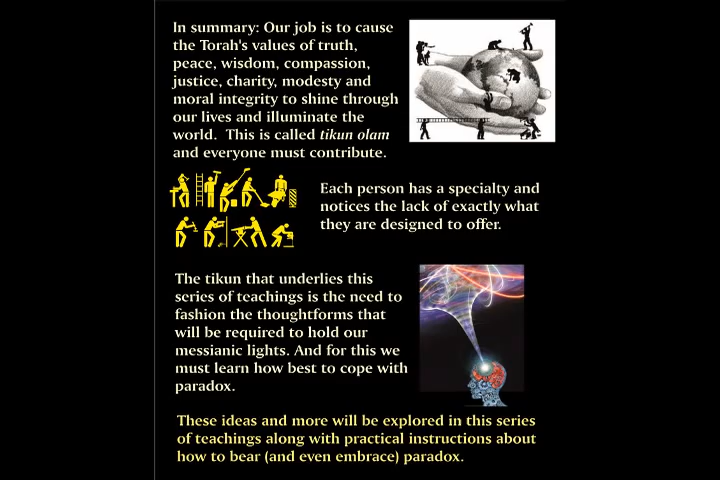 In summary: Our job is to cause
the Torah's values of truth,
peace, wisdom, compassion,
justice, charity, modesty and
moral integrity to shine through
our lives and illuminate the
world.  This is called tikun olam
and everyone must contribute.
Each person has a specialty and
notices the lack of exactly what
they are designed to offer.
The tikun that underlies this
series of teachings is the need to
fashion the thoughtforms that
will be required to hold our
messianic lights. And for this we
must learn how best to cope with
paradox.
These ideas and more will be explored in this series
of teachings along with practical instructions about
how to bear (and even embrace) paradox.